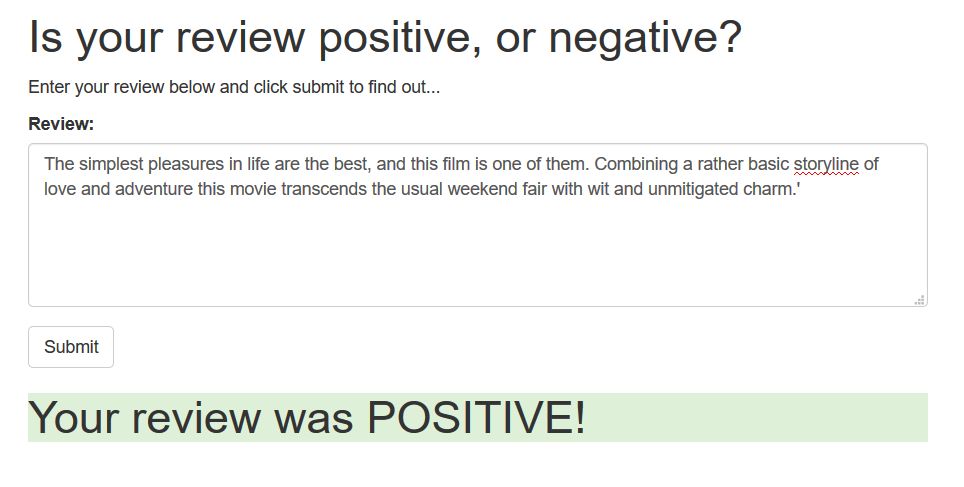 Is your review positive, or negative?
Enter your review below and click submit to find out...
Review:
The simplest pleasures in life are the best, and this film is one of them. Combining a rather basic storyline of
love and adventure this movie transcends the usual weekend fair with wit and unmitigated charm.'
Submit
Your review was POSITIVE!